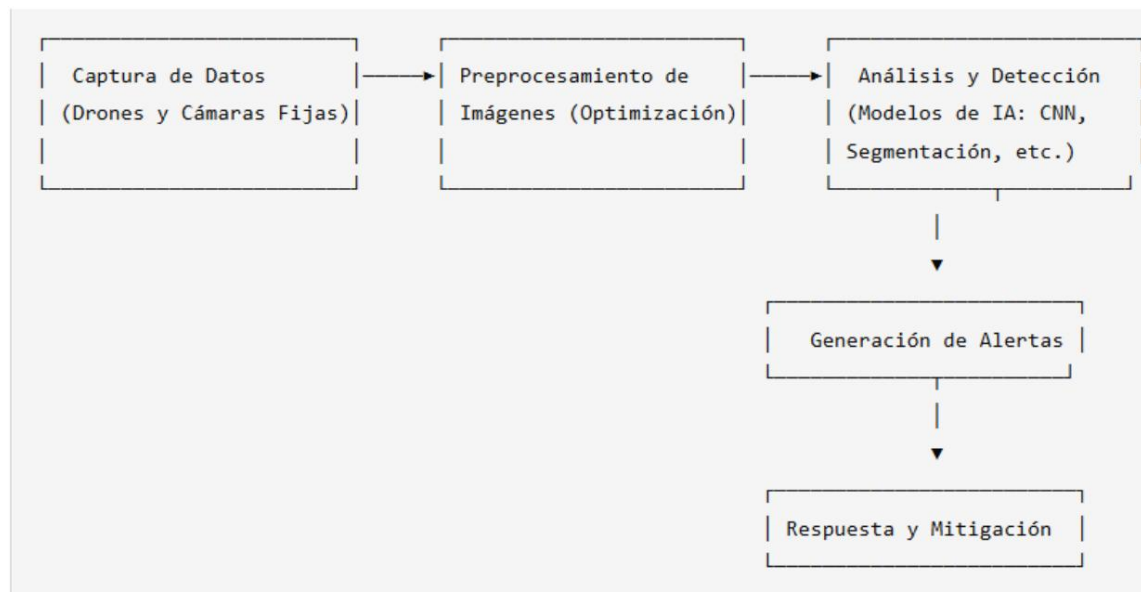 Captura de Datos
(Drones y Cámaras Fijas)
Preprocesamiento de
Imágenes (Optimización)
Análisis y Detección
(Modelos de IA: CNN,
Segmentación, etc.)
Generación de Alertas
Respuesta y Mitigación